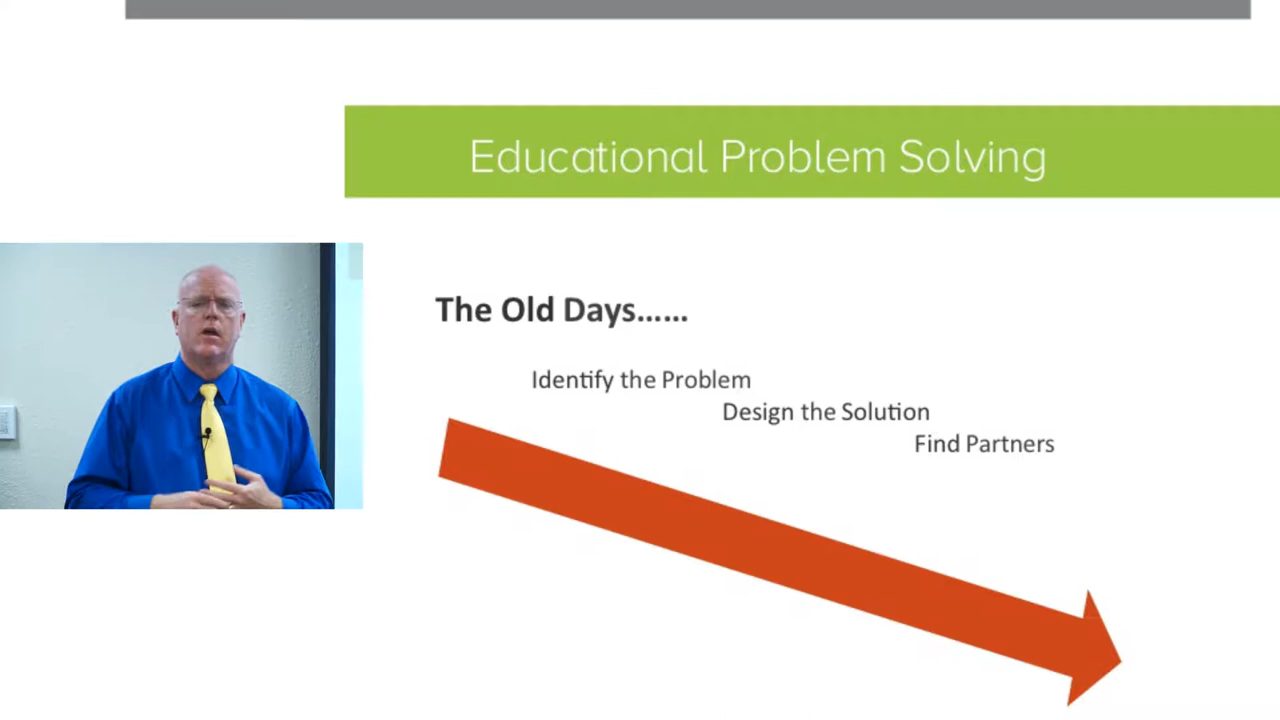 Educational Problem Solving
The Old Days......
Identify the Problem
Design the Solution
Find Partners